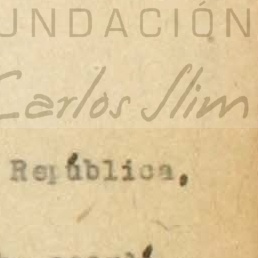 UNDACIÓN
Carlos Slim
República,